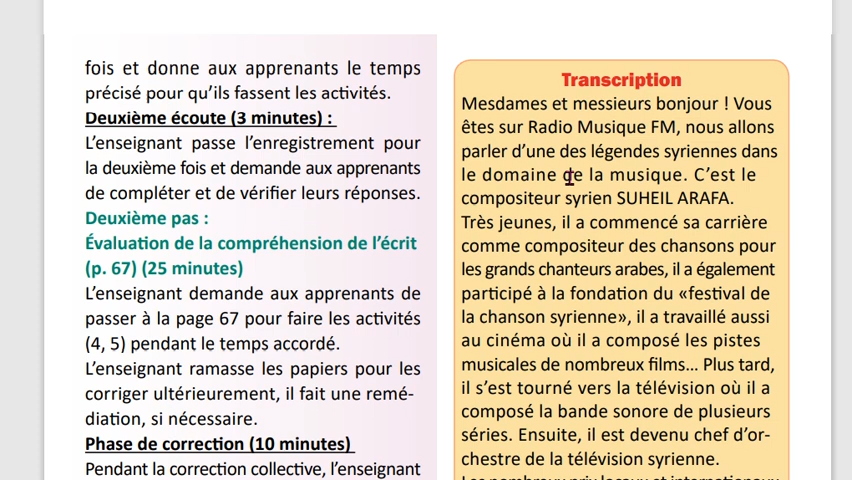 fois et donne aux apprenants le temps
précisé pour qu'ils fassent les activités.
Deuxième écoute (3 minutes) :
L'enseignant passe l'enregistrement pour
la deuxième fois et demande aux apprenants
de compléter et de vérifier leurs réponses.
Deuxième pas :
Évaluation de la compréhension de l'écrit
(p. 67) (25 minutes)
L'enseignant demande aux apprenants de
passer à la page 67 pour faire les activités
(4, 5) pendant le temps accordé.
L'enseignant ramasse les papiers pour les
corriger ultérieurement, il fait une remé-
diation, si nécessaire.
Phase de correction (10 minutes)
Pendant la correction collective, l'enseignant
Transcription
Mesdames et messieurs bonjour ! Vous
êtes sur Radio Musique FM, nous allons
parler d'une des légendes syriennes dans
le domaine de la musique. C'est le
compositeur syrien SUHEIL ARAFA.
Très jeunes, il a commencé sa carrière
comme compositeur des chansons pour
les grands chanteurs arabes, il a également
participé à la fondation du «festival de
la chanson syrienne», il a travaillé aussi
au cinéma où il a composé les pistes
musicales de nombreux films... Plus tard,
il s'est tourné vers la télévision où il a
composé la bande sonore de plusieurs
séries. Ensuite, il est devenu chef d'or-
chestre de la télévision syrienne.
Les nombreux prix locaux et internationaux